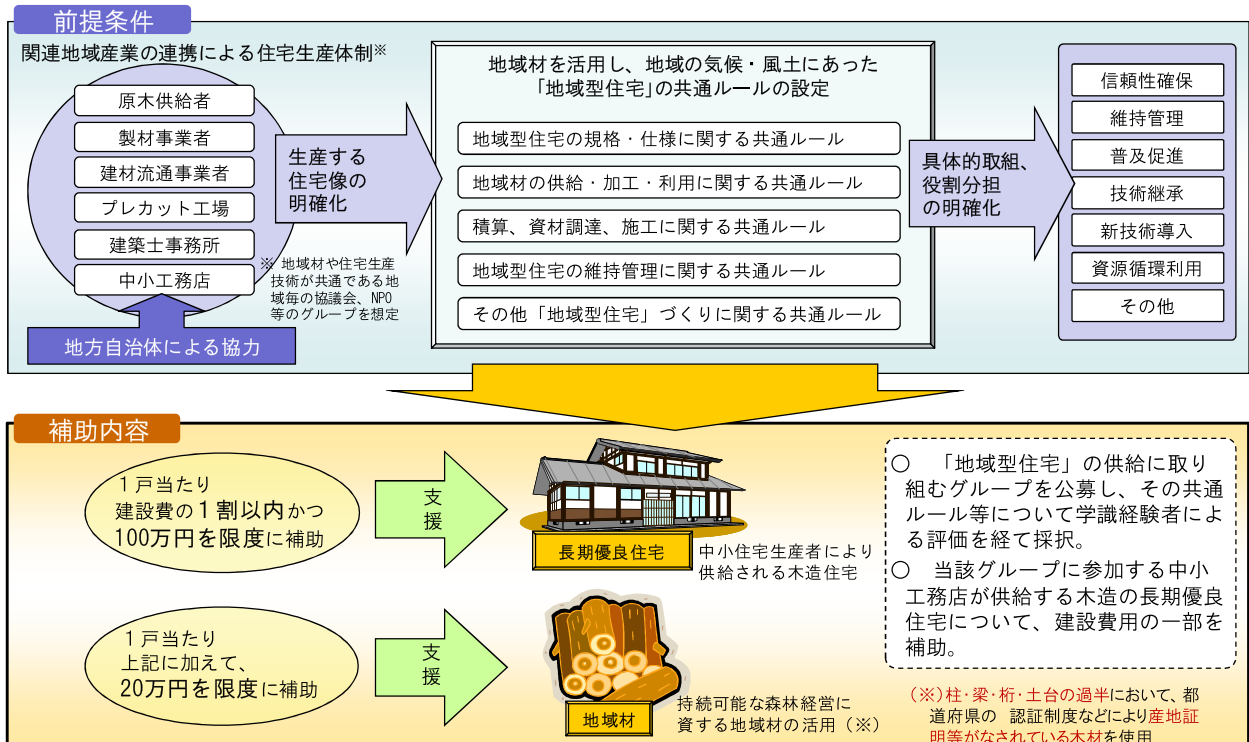 前提条件
関連地域産業の連携による住宅生産体制※
原木供給者
製材事業者
建材流通事業者
プレカット工場
建築士事務所
中小工務店
※ 地域材や住宅生産
技術が共通である地
域毎の協議会、NPO
等のグループを想定
地方自治体による協力
生産する
住宅像の
明確化
地域材を活用し、地域の気候・風土にあった
「地域型住宅」の共通ルールの設定
地域型住宅の規格・仕様に関する共通ルール
地域材の供給・加工・利用に関する共通ルール
積算、資材調達、施工に関する共通ルール
地域型住宅の維持管理に関する共通ルール
その他「地域型住宅」づくりに関する共通ルール
具体的取組、
役割分担
の明確化
信頼性確保
維持管理
普及促進
技術継承
新技術導入
資源循環利用
その他
補助内容
1戸当たり
建設費の1割以内かつ
100万円を限度に補助
支
援
長期優良住宅
中小住宅生産者により
供給される木造住宅
1戸当たり
上記に加えて、
20万円を限度に補助
支
援
地域材
持続可能な森林経営に
資する地域材の活用(※)
○ 「地域型住宅」の供給に取り
組むグループを公募し、その共通
ルール等について学識経験者によ
る評価を経て採択。
○ 当該グループに参加する中小
工務店が供給する木造の長期優良
住宅について、建設費用の一部を
補助。
(※)柱・梁・桁・土台の過半において、都
道府県の 認証制度などにより産地証
明等がなされている木材を使用